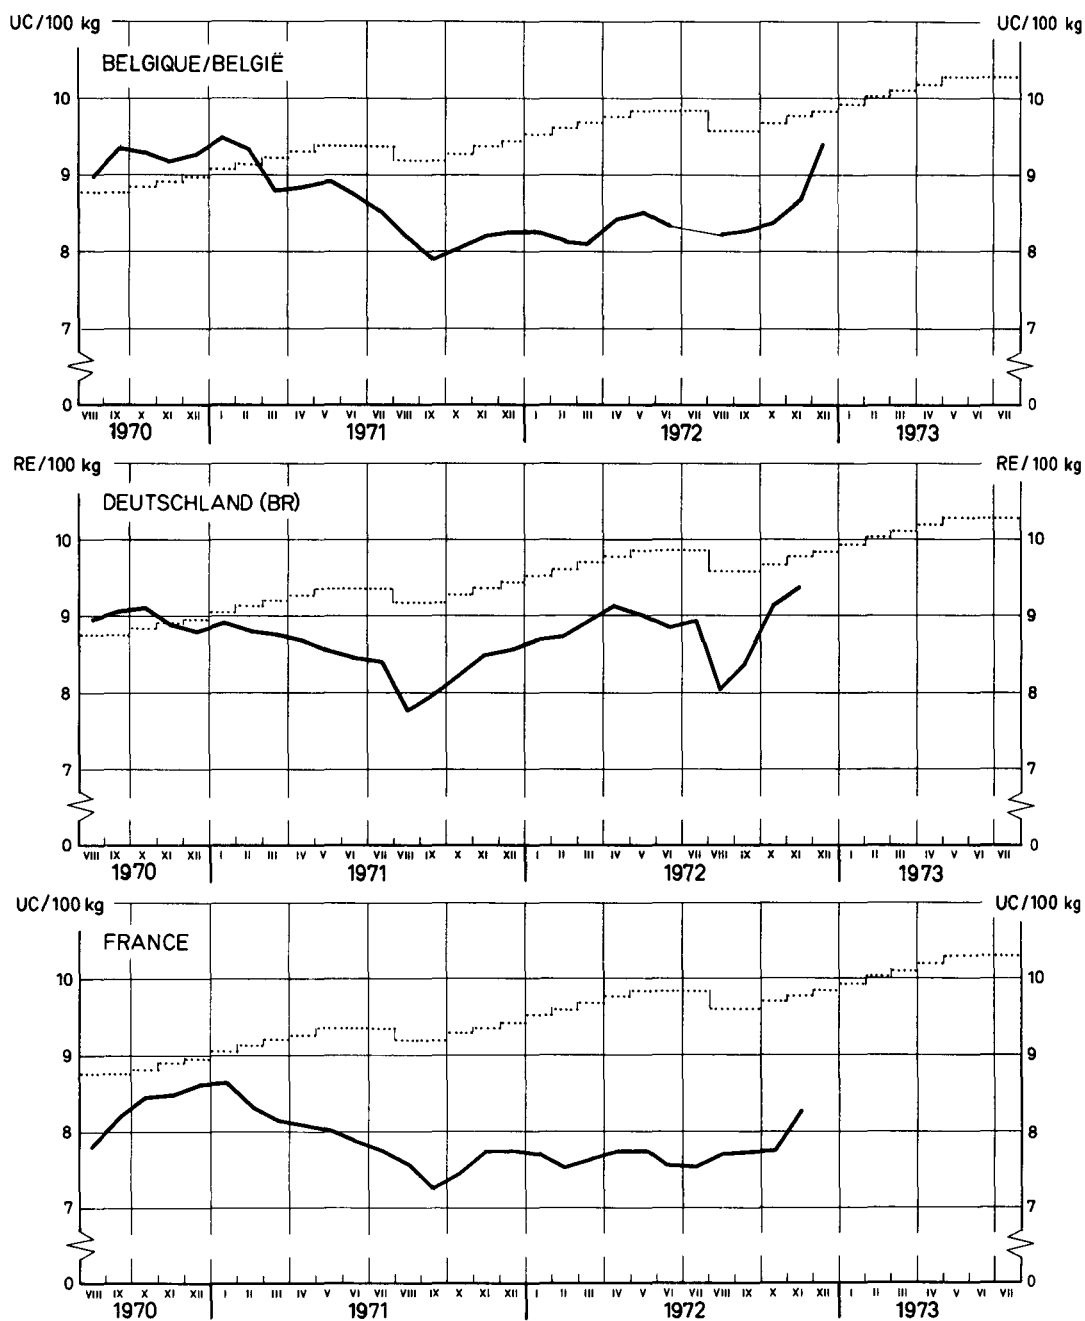 UC/100 kg UC/100 kg
BELGIQUE/BELGIË
10 10
9 9
8 8
7 7
0 0
VIII IX X XI XII I II III IV V VI VII VIII IX X XI XII I II III IV V VI VII VIII IX X XI XII I II III IV V VI VII
1970 1971 1972 1973
RE/100 kg RE/100 kg
DEUTSCHLAND (BR)
10 10
9 9
8 8
7 7
0 0
VIII IX X XI XII I II III IV V VI VII VIII IX X XI XII I II III IV V VI VII VIII IX X XI XII I II III IV V VI VII
1970 1971 1972 1973
UC/100 kg UC/100 kg
FRANCE
10 10
9 9
8 8
7 7
0 0
VIII IX X XI XII I II III IV V VI VII VIII IX X XI XII I II III IV V VI VII VIII IX X XI XII I II III IV V VI VII
1970 1971 1972 1973